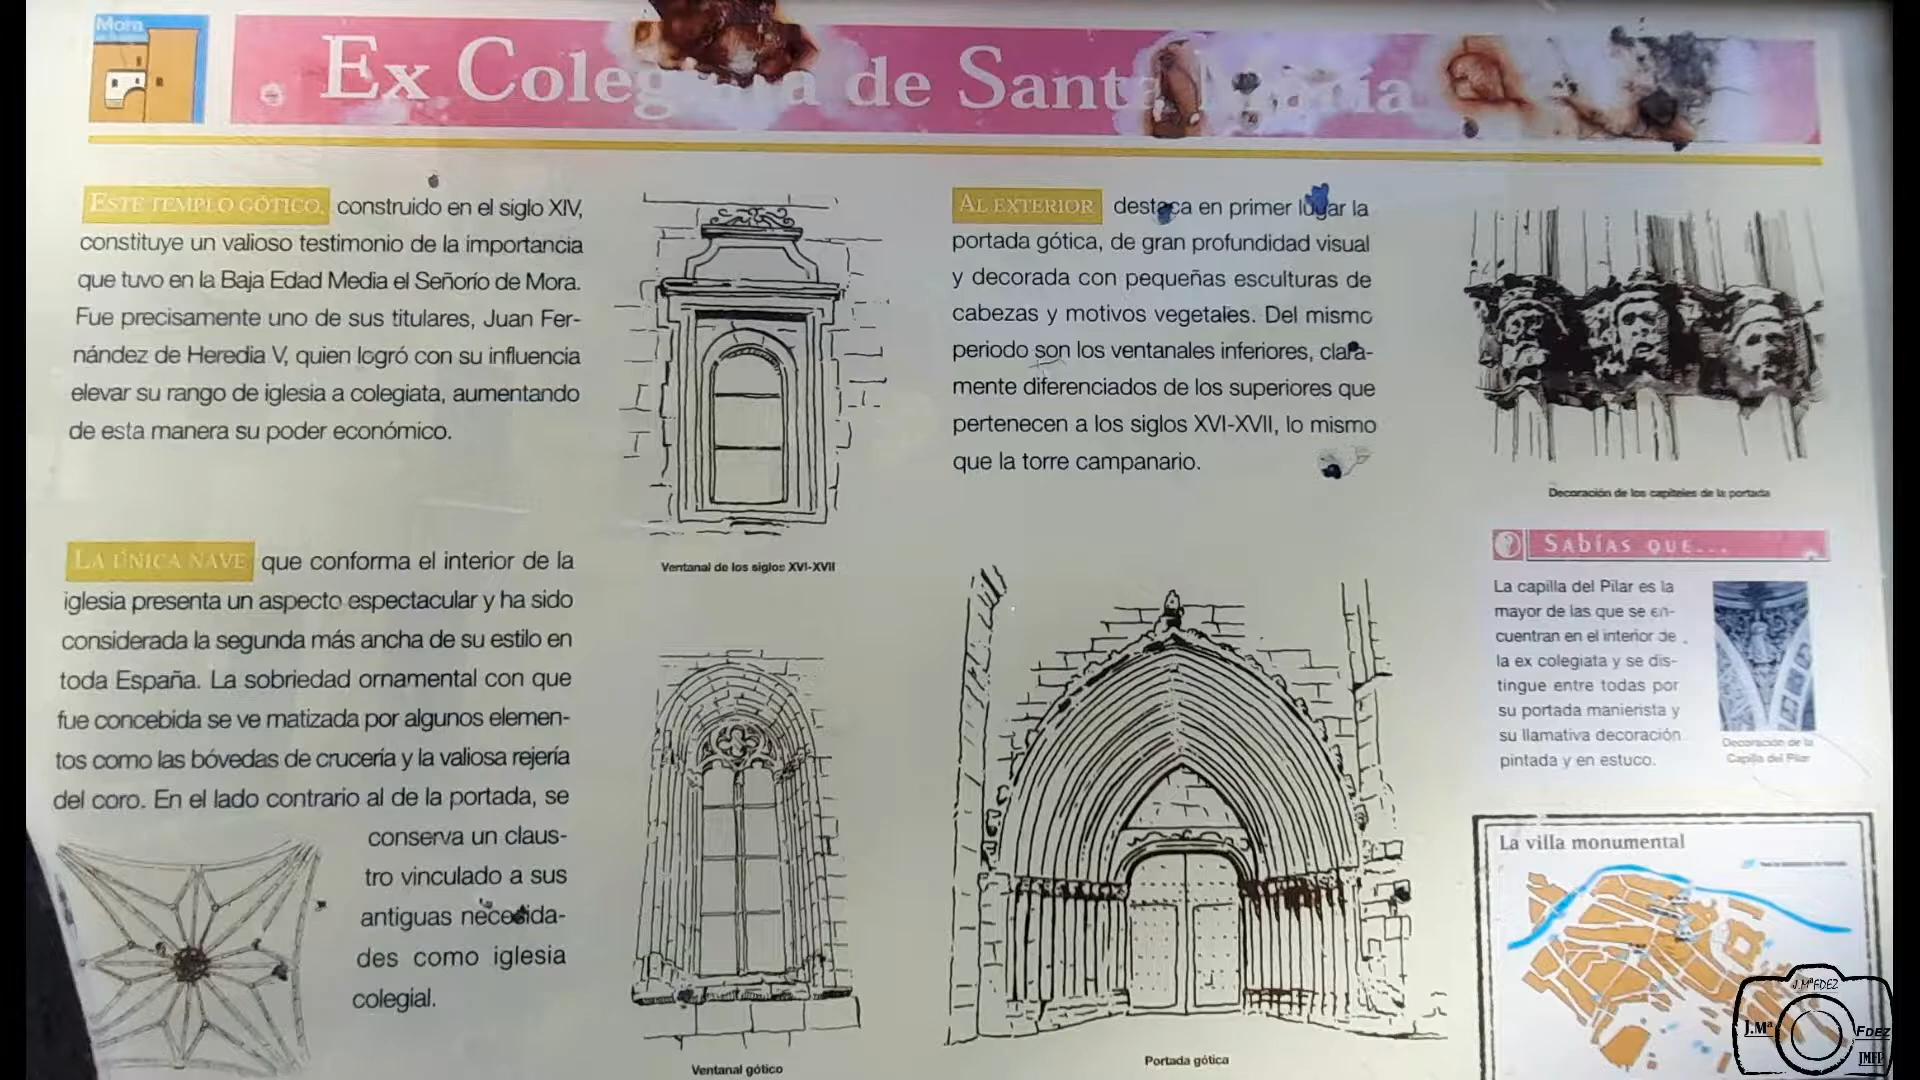 Mora
Ex Colegiata de Santa María
ESTE TEMPLO GÓTICO, construido en el siglo XIV,
constituye un valioso testimonio de la importancia
que tuvo en la Baja Edad Media el Señorío de Mora.
Fue precisamente uno de sus titulares, Juan Fer-
nández de Heredia V, quien logró con su influencia
elevar su rango de iglesia a colegiata, aumentando
de esta manera su poder económico.
LA ÚNICA NAVE que conforma el interior de la
iglesia presenta un aspecto espectacular y ha sido
considerada la segunda más ancha de su estilo en
toda España. La sobriedad ornamental con que
fue concebida se ve matizada por algunos elemen-
tos como las bóvedas de crucería y la valiosa rejería
del coro. En el lado contrario al de la portada, se
conserva un claus-
tro vinculado a sus
antiguas necesida-
des como iglesia
colegial.
Ventanal de los siglos XVI-XVII
Ventanal gótico
AL EXTERIOR destaca en primer lugar la
portada gótica, de gran profundidad visual
y decorada con pequeñas esculturas de
cabezas y motivos vegetales. Del mismo
periodo son los ventanales inferiores, clara-
mente diferenciados de los superiores que
pertenecen a los siglos XVI-XVII, lo mismo
que la torre campanario.
Portada gótica
Decoración de los capiteles de la portada
SABÍAS QUE...
La capilla del Pilar es la
mayor de las que se en-
cuentran en el interior de
la ex colegiata y se dis-
tingue entre todas por
su portada manierista y
su llamativa decoración
pintada y en estuco.
Decoración de la
Capilla del Pilar
La villa monumental
J.MªFDEZ
J.Mª
FDEZ
JMFP